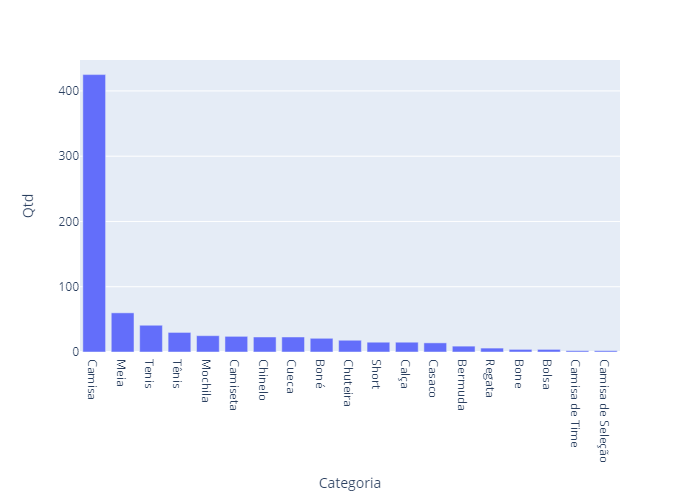 Qtd
400
300
200
100
0
Camisa
Meia
Tenis
Tênis
Mochila
Camiseta
Chinelo
Cueca
Boné
Chuteira
Short
Calça
Casaco
Bermuda
Regata
Bone
Bolsa
Camisa de Time
Camisa de Seleção
Categoria